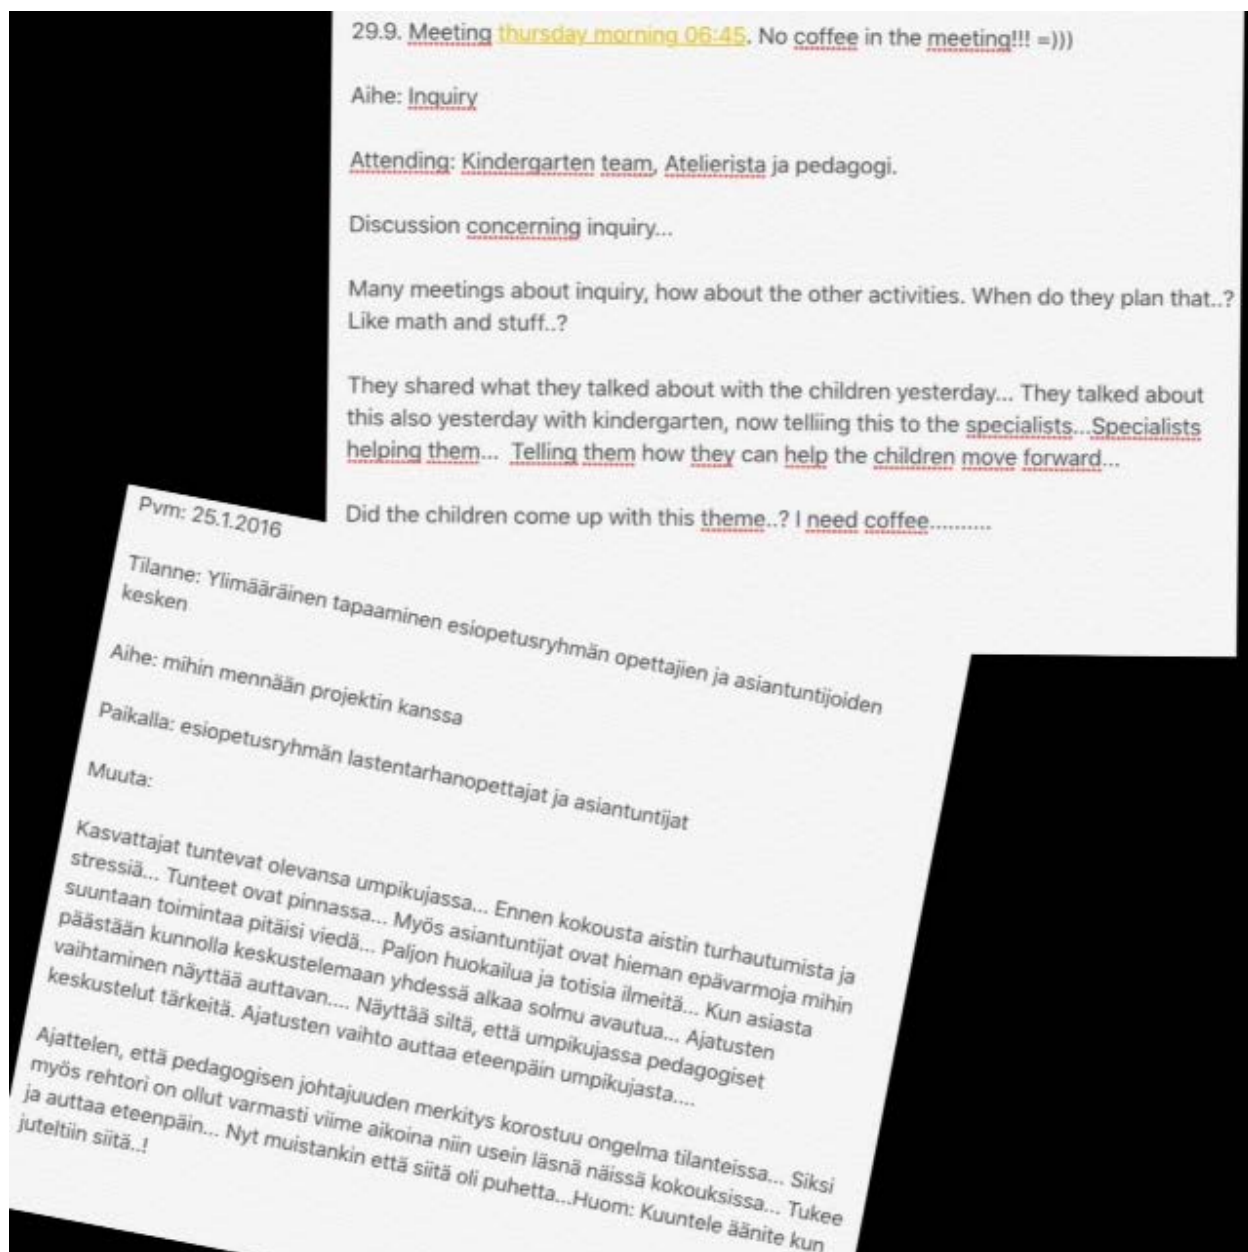 29.9. Meeting thursday morning 06:45. No coffee in the meeting!!! =)))
Aihe: Inquiry
Attending: Kindergarten team, Atelierista ja pedagogi.
Discussion concerning inquiry...
Many meetings about inquiry, how about the other activities. When do they plan that..?
Like math and stuff..?
They shared what they talked about with the children yesterday... They talked about
this also yesterday with kindergarten, now telliing this to the specialists...Specialists
helping them... Telling them how they can help the children move forward...
Did the children come up with this theme..? I need coffee..........
Pvm: 25.1.2016
Tilanne: Ylimääräinen tapaaminen esiopetusryhmän opettajien ja asiantuntijoiden
kesken
Aihe: mihin mennään projektin kanssa
Paikalla: esiopetusryhmän lastentarhanopettajat ja asiantuntijat
Muuta:
Kasvattajat tuntevat olevansa umpikujassa... Ennen kokousta aistin turhautumista ja
stressiä... Tunteet ovat pinnassa... Myös asiantuntijat ovat hieman epävarmoja mihin
suuntaan toimintaa pitäisi viedä... Paljon huokailua ja totisia ilmeitä... Kun asiasta
päästään kunnolla keskustelemaan yhdessä alkaa solmu avautua... Ajatusten
vaihtaminen näyttää auttavan.... Näyttää siltä, että umpikujassa pedagogiset
keskustelut tärkeitä. Ajatusten vaihto auttaa eteenpäin umpikujasta....
Ajattelen, että pedagogisen johtajuuden merkitys korostuu ongelma tilanteissa... Siksi
myös rehtori on ollut varmasti viime aikoina niin usein läsnä näissä kokouksissa... Tukee
ja auttaa eteenpäin... Nyt muistankin että siitä oli puhetta...Huom: Kuuntele äänite kun
juteltiin siitä..!